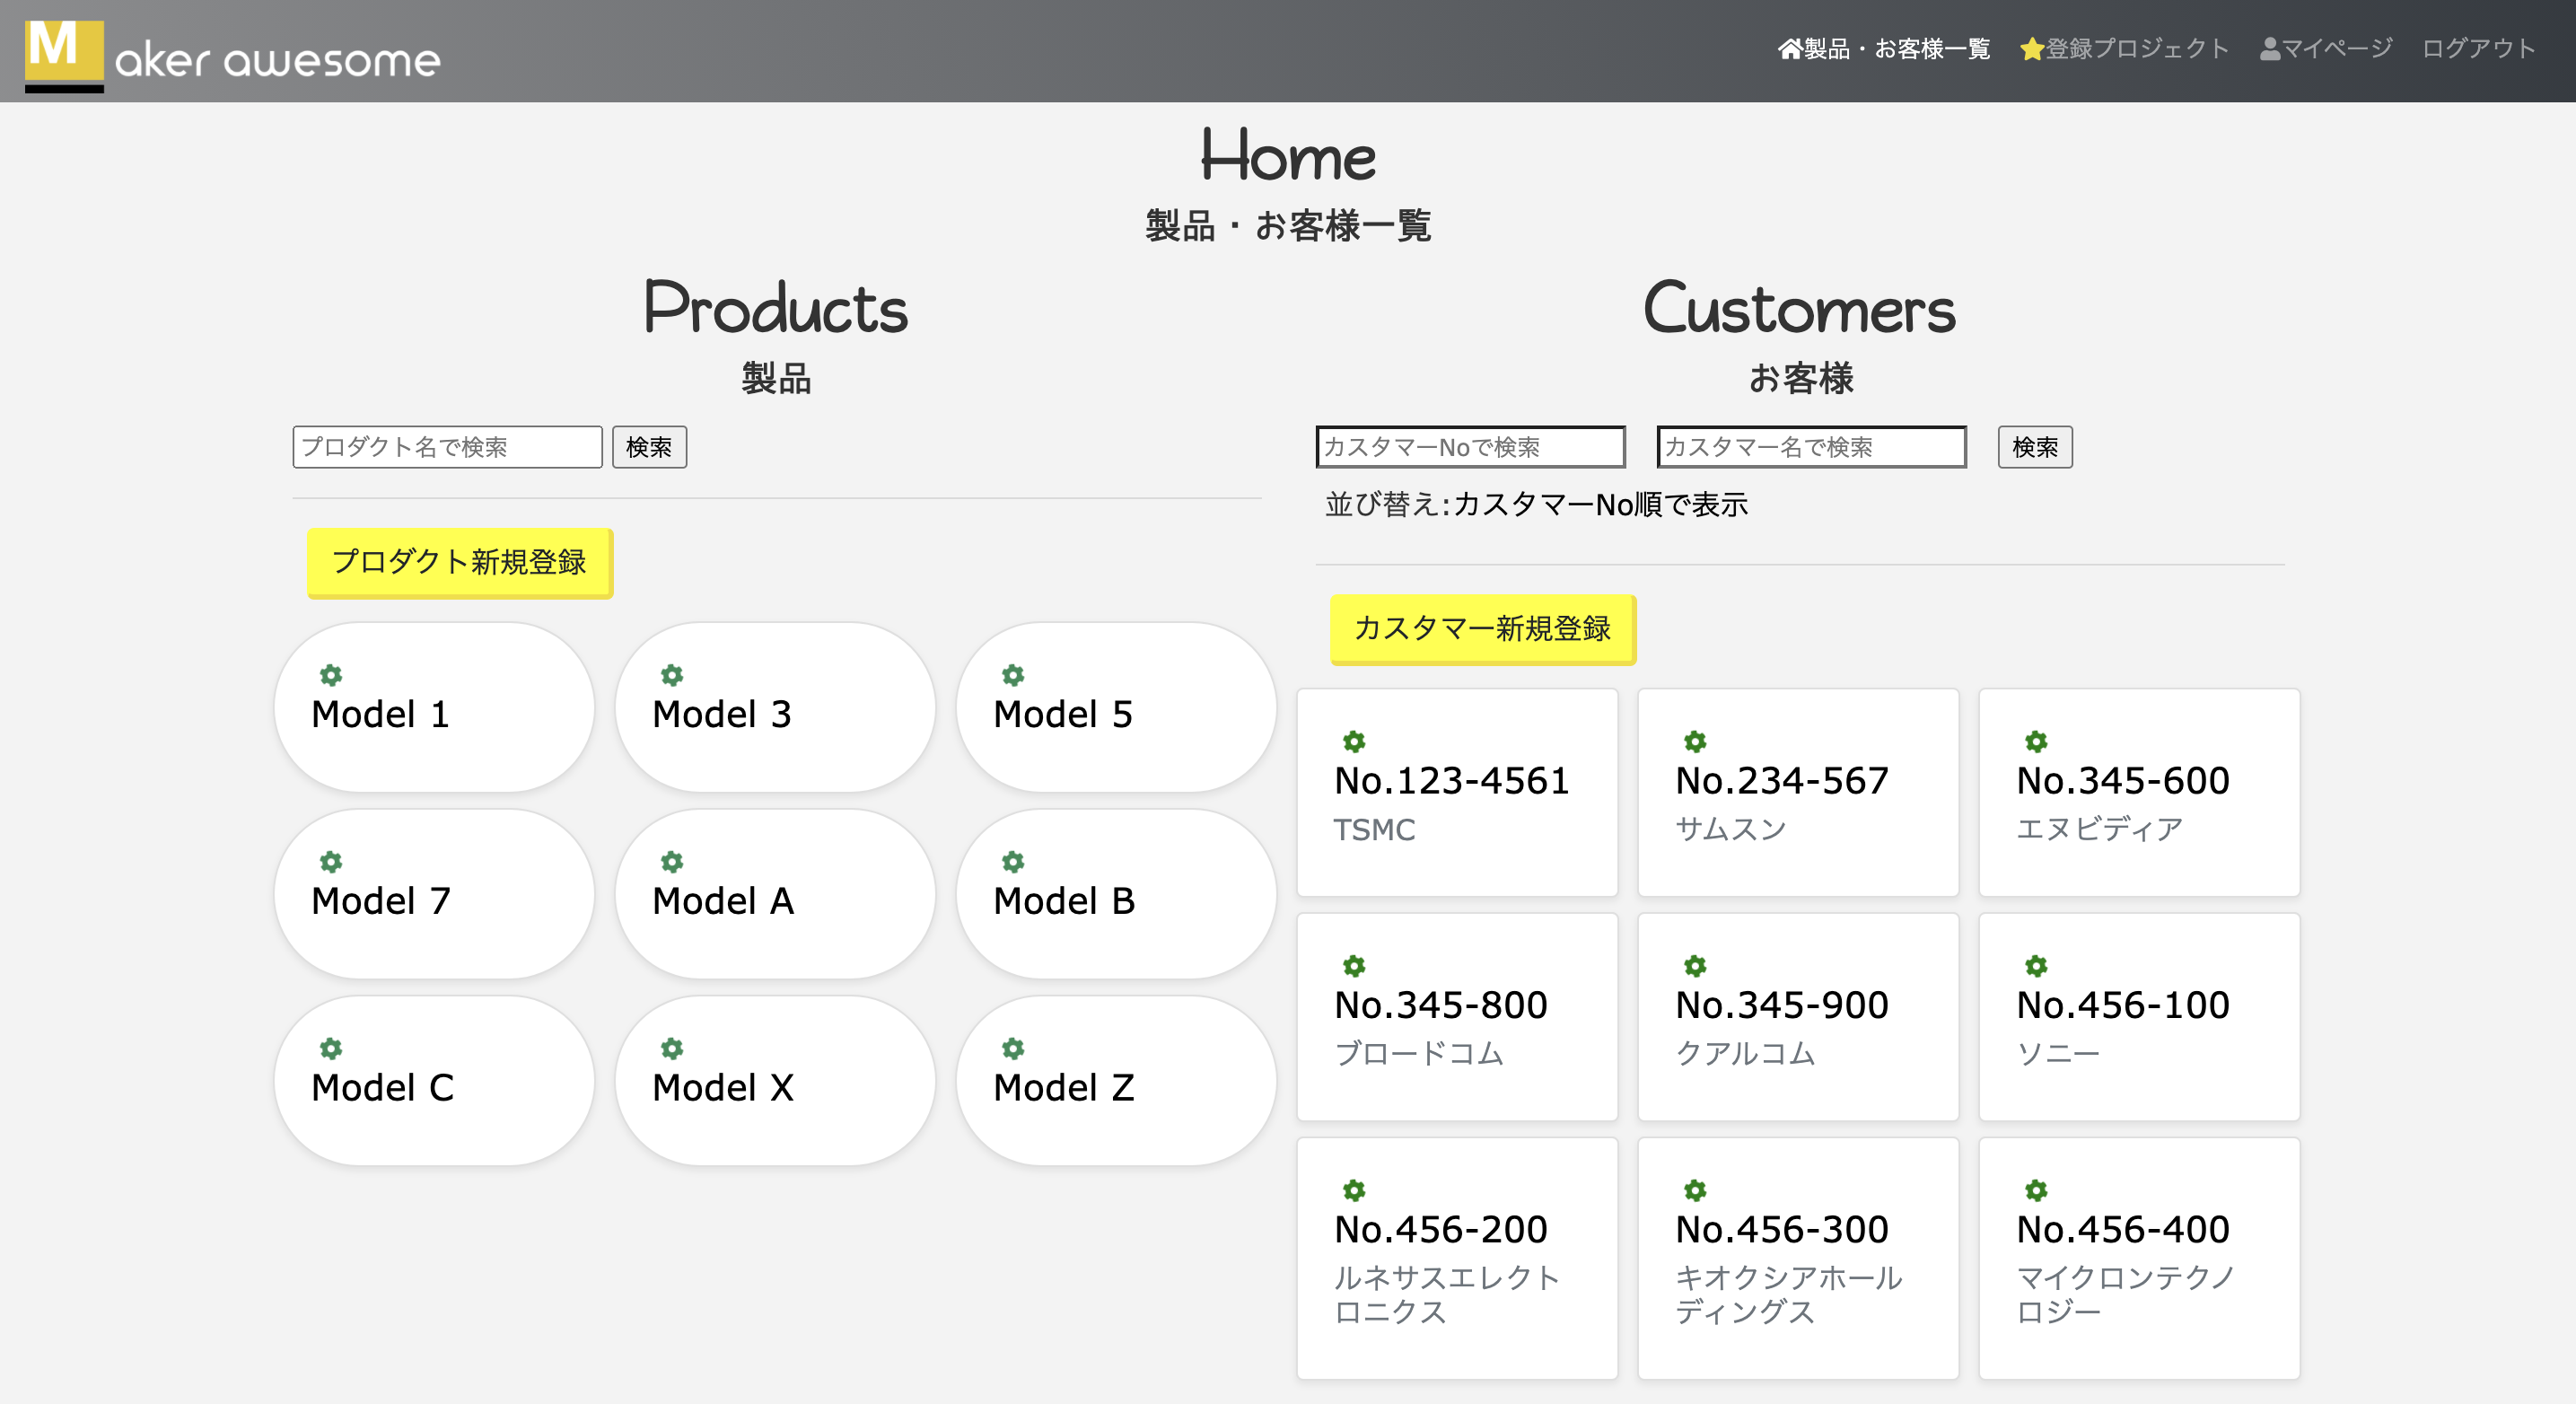 Maker awesome
製品・お客様一覧 登録プロジェクト マイページ ログアウト
Home
製品・お客様一覧
Products
製品
プロダクト名で検索 検索
プロダクト新規登録
Model 1
Model 3
Model 5
Model 7
Model A
Model B
Model C
Model X
Model Z
Customers
お客様
カスタマーNoで検索 カスタマー名で検索 検索
並び替え:カスタマーNo順で表示
カスタマー新規登録
No.123-4561
TSMC
No.234-567
サムスン
No.345-600
エヌビディア
No.345-800
ブロードコム
No.345-900
クアルコム
No.456-100
ソニー
No.456-200
ルネサスエレクト
ロニクス
No.456-300
キオクシアホール
ディングス
No.456-400
マイクロンテクノ
ロジー